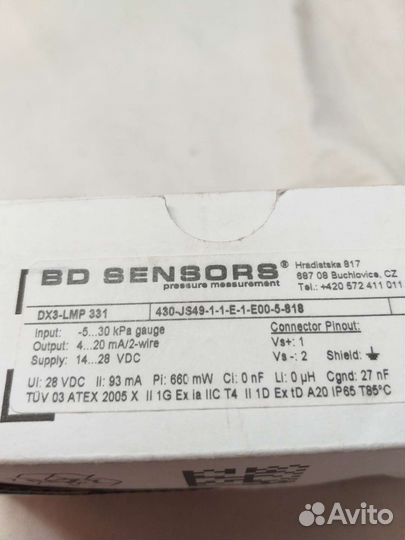 BD SENSORS®
pressure measurement
Hradistska 817
687 08 Buchlovice, CZ
Tel.: +420 572 411 011
DX3-LMP 331
430-JS49-1-1-E-1-E00-5-818
Input: -5...30 kPa gauge
Output: 4...20 mA/2-wire
Supply: 14...28 VDC
Connector Pinout:
Vs+: 1
Vs-: 2 Shield:
Ui: 28 VDC Ii: 93 mA Pi: 660 mW Ci: 0 nF Li: 0 µH Cgnd: 27 nF
TÜV 03 ATEX 2005 X II 1G Ex ia IIC T4 II 1D Ex tD A20 IP65 T85°C
Avito